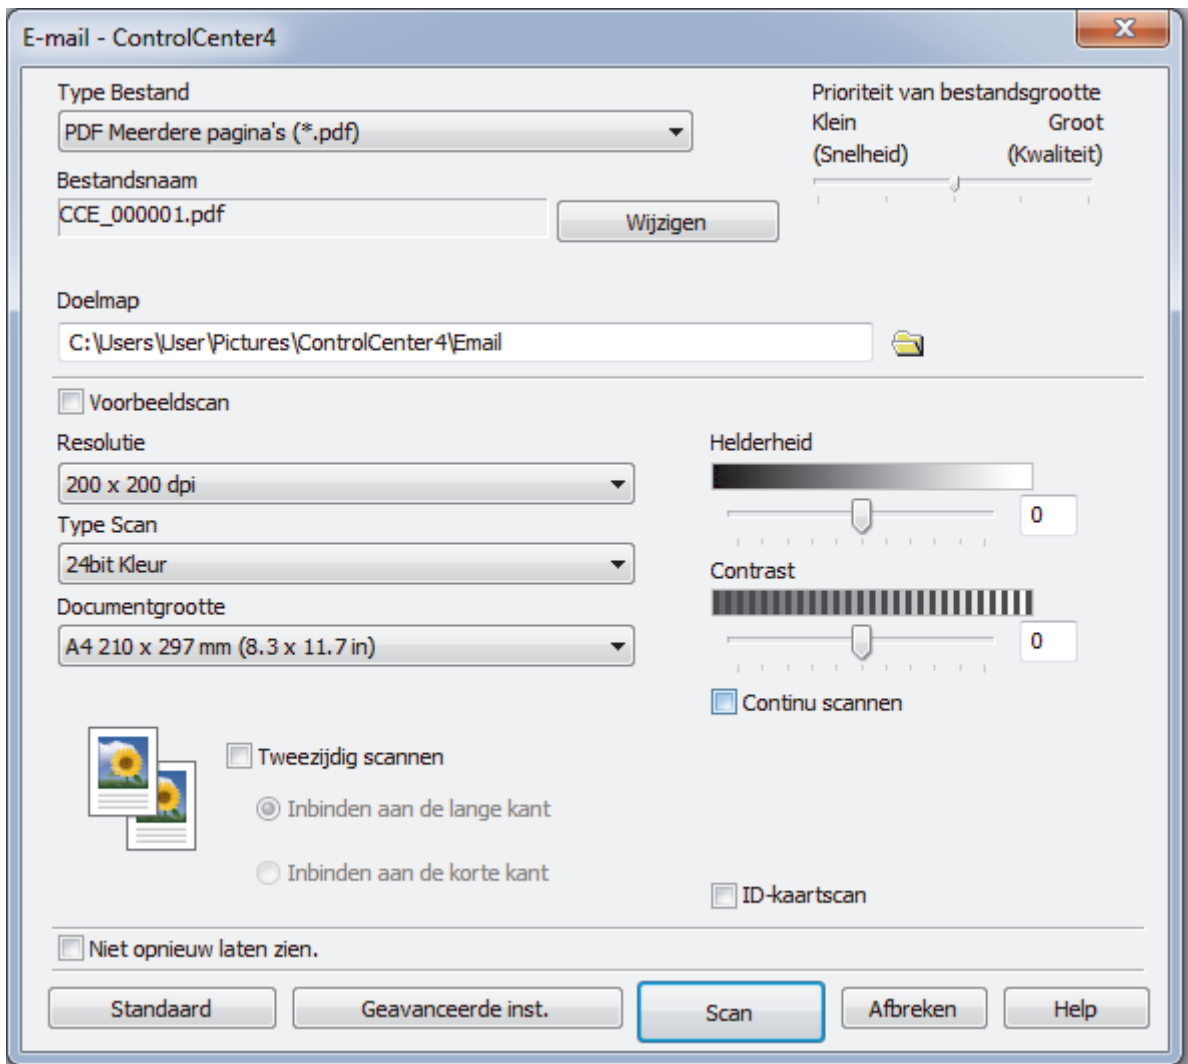 E-mail - ControlCenter4
Type Bestand
PDF Meerdere pagina's (*.pdf)
Prioriteit van bestandsgrootte
Klein Groot
(Snelheid) (Kwaliteit)
Bestandsnaam
CCE_000001.pdf
Wijzigen
Doelmap
C:\Users\User\Pictures\ControlCenter4\Email
Voorbeeldscan
Resolutie
200 x 200 dpi
Type Scan
24bit Kleur
Documentgrootte
A4 210 x 297 mm (8.3 x 11.7 in)
Helderheid
0
Contrast
0
Continu scannen
Tweezijdig scannen
Inbinden aan de lange kant
Inbinden aan de korte kant
ID-kaartscan
Niet opnieuw laten zien.
Standaard Geavanceerde inst. Scan Afbreken Help